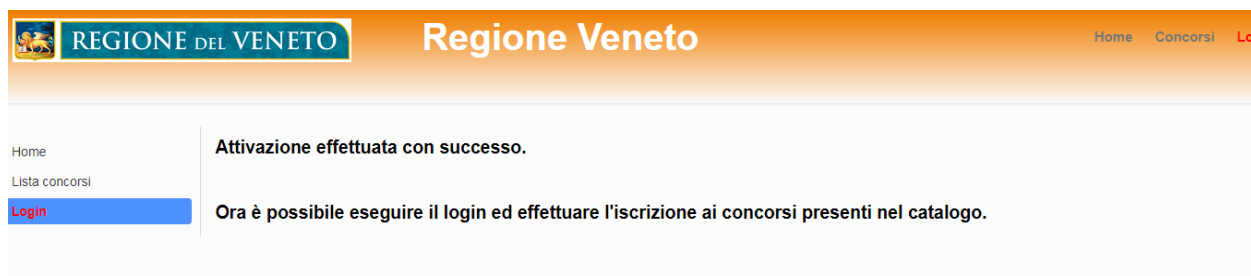 REGIONE DEL VENETO
Regione Veneto
Home Concorsi
Home
Lista concorsi
Login
Attivazione effettuata con successo.
Ora è possibile eseguire il login ed effettuare l'iscrizione ai concorsi presenti nel catalogo.